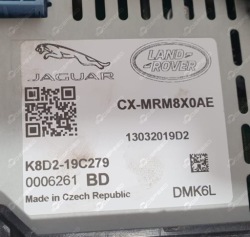 JAGUAR
LAND
ROVER
CX-MRM8X0AE
13032019D2
K8D2-19C279
0006261 BD
Made in Czech Republic
DMK6L